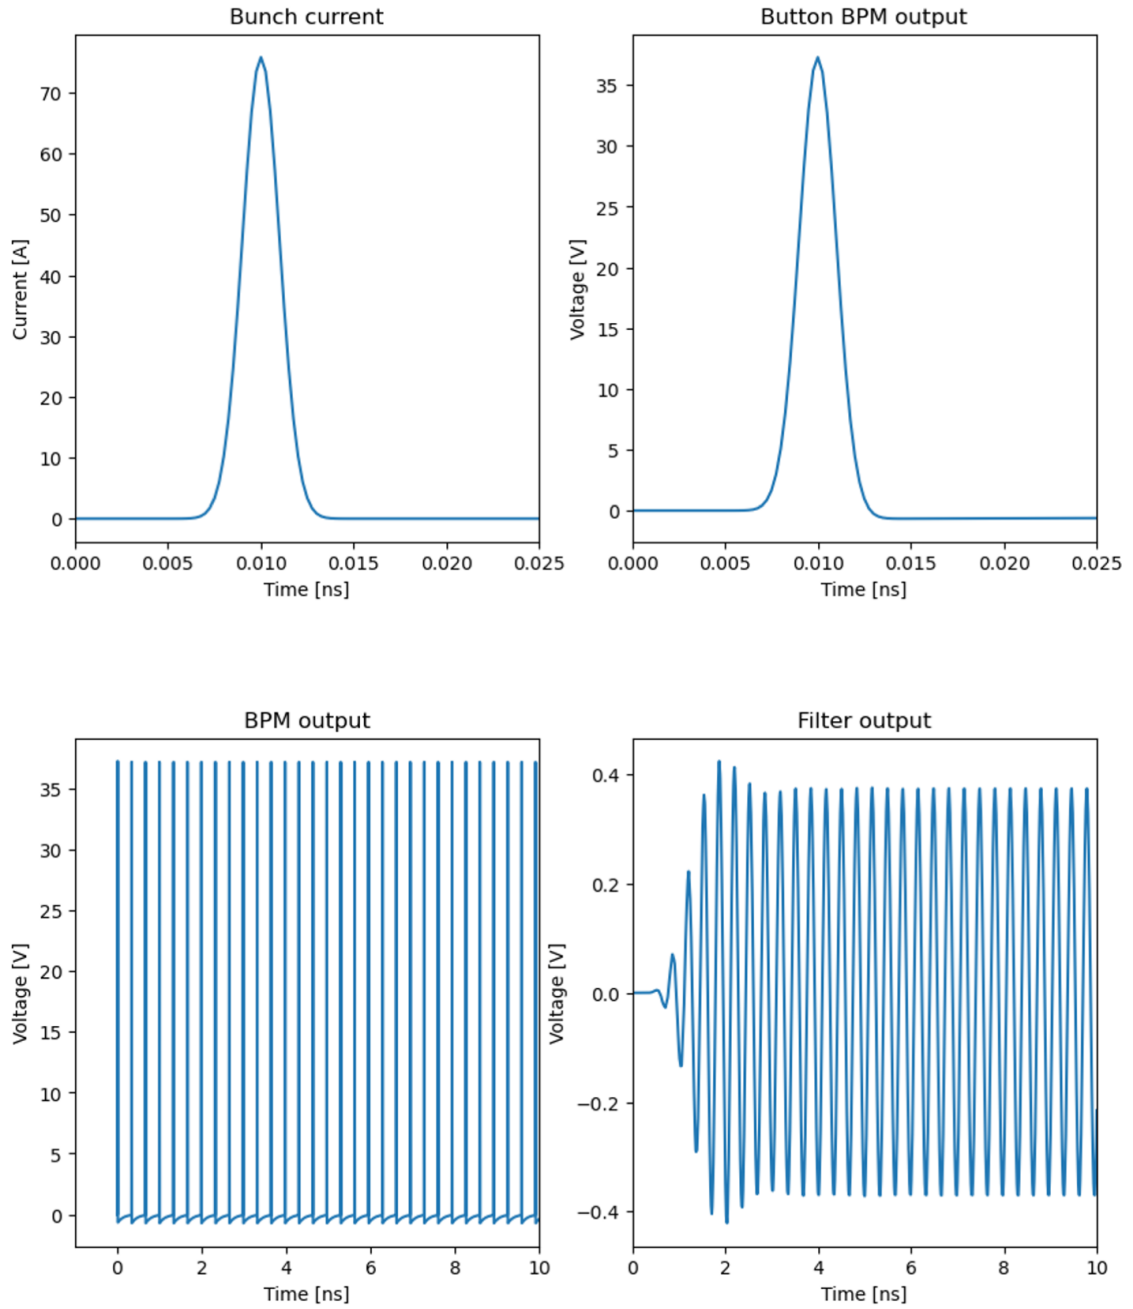 Bunch current
Button BPM output
70
60
50
40
30
20
10
0
Current [A]
0.000 0.005 0.010 0.015 0.020 0.025
Time [ns]
35
30
25
20
15
10
5
0
Voltage [V]
0.000 0.005 0.010 0.015 0.020 0.025
Time [ns]
BPM output
Filter output
35
30
25
20
15
10
5
0
Voltage [V]
0 2 4 6 8 10
Time [ns]
0.4
0.2
0.0
−0.2
−0.4
Voltage [V]
0 2 4 6 8 10
Time [ns]